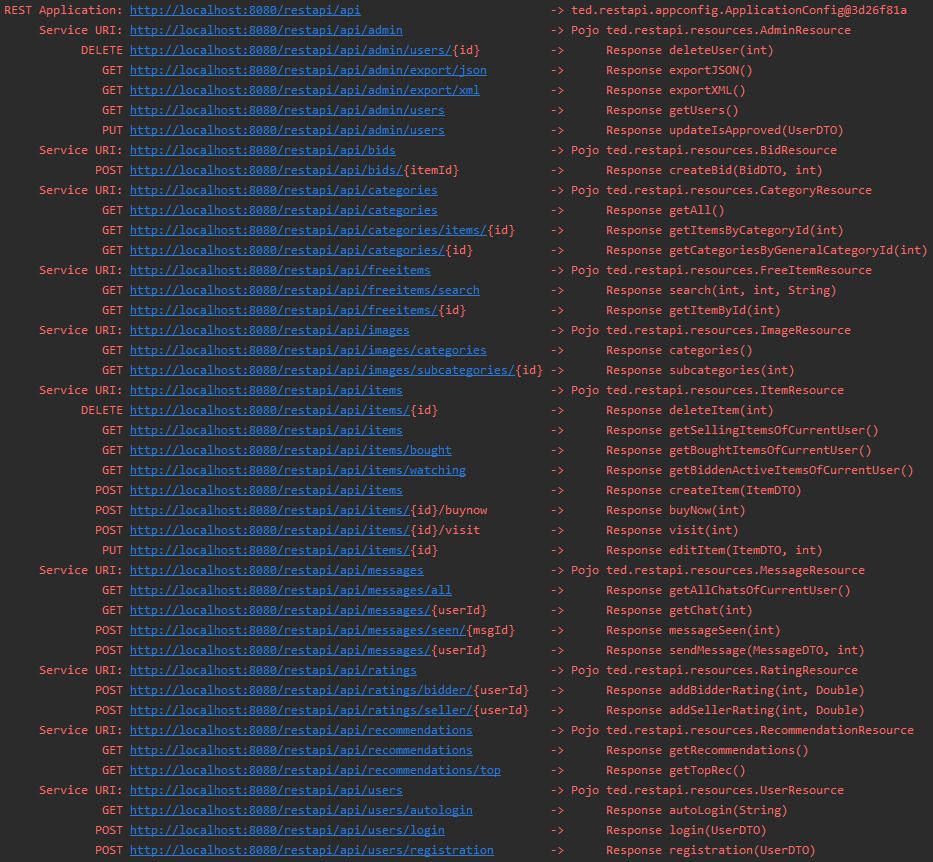 REST Application: http://localhost:8080/restapi/api -> ted.restapi.appconfig.ApplicationConfig@3d26f81a
Service URI: http://localhost:8080/restapi/api/admin -> Pojo ted.restapi.resources.AdminResource
DELETE http://localhost:8080/restapi/api/admin/users/{id} -> Response deleteUser(int)
GET http://localhost:8080/restapi/api/admin/export/json -> Response exportJSON()
GET http://localhost:8080/restapi/api/admin/export/xml -> Response exportXML()
GET http://localhost:8080/restapi/api/admin/users -> Response getUsers()
PUT http://localhost:8080/restapi/api/admin/users -> Response updateIsApproved(UserDTO)
Service URI: http://localhost:8080/restapi/api/bids -> Pojo ted.restapi.resources.BidResource
POST http://localhost:8080/restapi/api/bids/{itemId} -> Response createBid(BidDTO, int)
Service URI: http://localhost:8080/restapi/api/categories -> Pojo ted.restapi.resources.CategoryResource
GET http://localhost:8080/restapi/api/categories -> Response getAll()
GET http://localhost:8080/restapi/api/categories/items/{id} -> Response getItemsByCategoryId(int)
GET http://localhost:8080/restapi/api/categories/{id} -> Response getCategoriesByGeneralCategoryId(int)
Service URI: http://localhost:8080/restapi/api/freeitems -> Pojo ted.restapi.resources.FreeItemResource
GET http://localhost:8080/restapi/api/freeitems/search -> Response search(int, int, String)
GET http://localhost:8080/restapi/api/freeitems/{id} -> Response getItemById(int)
Service URI: http://localhost:8080/restapi/api/images -> Pojo ted.restapi.resources.ImageResource
GET http://localhost:8080/restapi/api/images/categories -> Response categories()
GET http://localhost:8080/restapi/api/images/subcategories/{id} -> Response subcategories(int)
Service URI: http://localhost:8080/restapi/api/items -> Pojo ted.restapi.resources.ItemResource
DELETE http://localhost:8080/restapi/api/items/{id} -> Response deleteItem(int)
GET http://localhost:8080/restapi/api/items -> Response getSellingItemsOfCurrentUser()
GET http://localhost:8080/restapi/api/items/bought -> Response getBoughtItemsOfCurrentUser()
GET http://localhost:8080/restapi/api/items/watching -> Response getBiddenActiveItemsOfCurrentUser()
POST http://localhost:8080/restapi/api/items -> Response createItem(ItemDTO)
POST http://localhost:8080/restapi/api/items/{id}/buynow -> Response buyNow(int)
POST http://localhost:8080/restapi/api/items/{id}/visit -> Response visit(int)
PUT http://localhost:8080/restapi/api/items/{id} -> Response editItem(ItemDTO, int)
Service URI: http://localhost:8080/restapi/api/messages -> Pojo ted.restapi.resources.MessageResource
GET http://localhost:8080/restapi/api/messages/all -> Response getAllChatsOfCurrentUser()
GET http://localhost:8080/restapi/api/messages/{userId} -> Response getChat(int)
POST http://localhost:8080/restapi/api/messages/seen/{msgId} -> Response messageSeen(int)
POST http://localhost:8080/restapi/api/messages/{userId} -> Response sendMessage(MessageDTO, int)
Service URI: http://localhost:8080/restapi/api/ratings -> Pojo ted.restapi.resources.RatingResource
POST http://localhost:8080/restapi/api/ratings/bidder/{userId} -> Response addBidderRating(int, Double)
POST http://localhost:8080/restapi/api/ratings/seller/{userId} -> Response addSellerRating(int, Double)
Service URI: http://localhost:8080/restapi/api/recommendations -> Pojo ted.restapi.resources.RecommendationResource
GET http://localhost:8080/restapi/api/recommendations -> Response getRecommendations()
GET http://localhost:8080/restapi/api/recommendations/top -> Response getTopRec()
Service URI: http://localhost:8080/restapi/api/users -> Pojo ted.restapi.resources.UserResource
GET http://localhost:8080/restapi/api/users/autologin -> Response autoLogin(String)
POST http://localhost:8080/restapi/api/users/login -> Response login(UserDTO)
POST http://localhost:8080/restapi/api/users/registration -> Response registration(UserDTO)